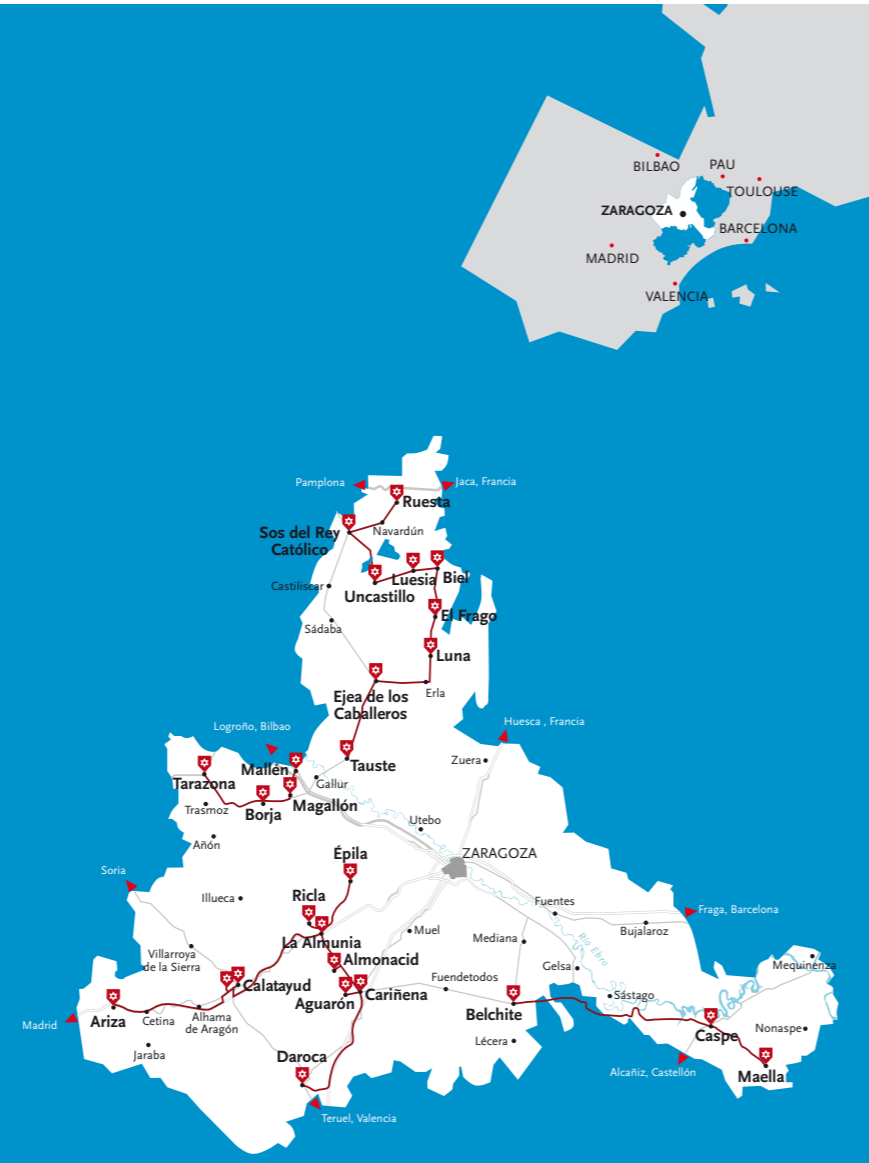 BILBAO
PAU
TOULOUSE
ZARAGOZA
BARCELONA
MADRID
VALENCIA
Pamplona
Jaca, Francia
Ruesta
Sos del Rey
Católico
Navardún
Luesia
Biel
Castiliscar
Uncastillo
El Frago
Sádaba
Luna
Ejea de los
Caballeros
Erla
Logroño, Bilbao
Huesca , Francia
Mallén
Tauste
Zuera
Tarazona
Gallur
Trasmoz
Borja
Magallón
Utebo
Añón
Épila
ZARAGOZA
Soria
Illueca
Ricla
Fuentes
Fraga, Barcelona
La Almunia
Muel
Mediana
Bujaraloz
Río Ebro
Villarroya
de la Sierra
Almonacid
Gelsa
Mequinenza
Calatayud
Fuendetodos
Aguarón
Cariñena
Sástago
Madrid
Ariza
Cetina
Alhama
de Aragón
Belchite
Caspe
Nonaspe
Jaraba
Daroca
Lécera
Alcañiz, Castellón
Maella
Teruel, Valencia